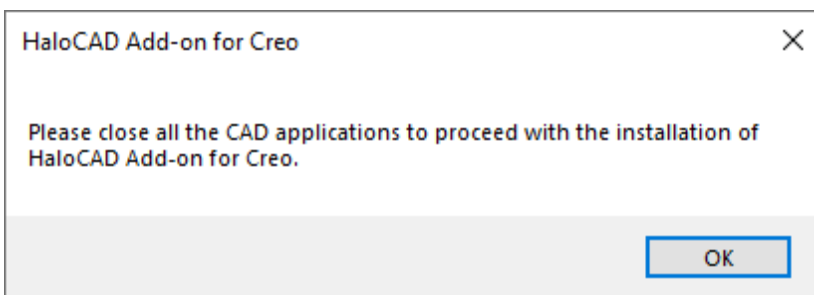 HaloCAD Add-on for Creo
Please close all the CAD applications to proceed with the installation of
HaloCAD Add-on for Creo.
OK